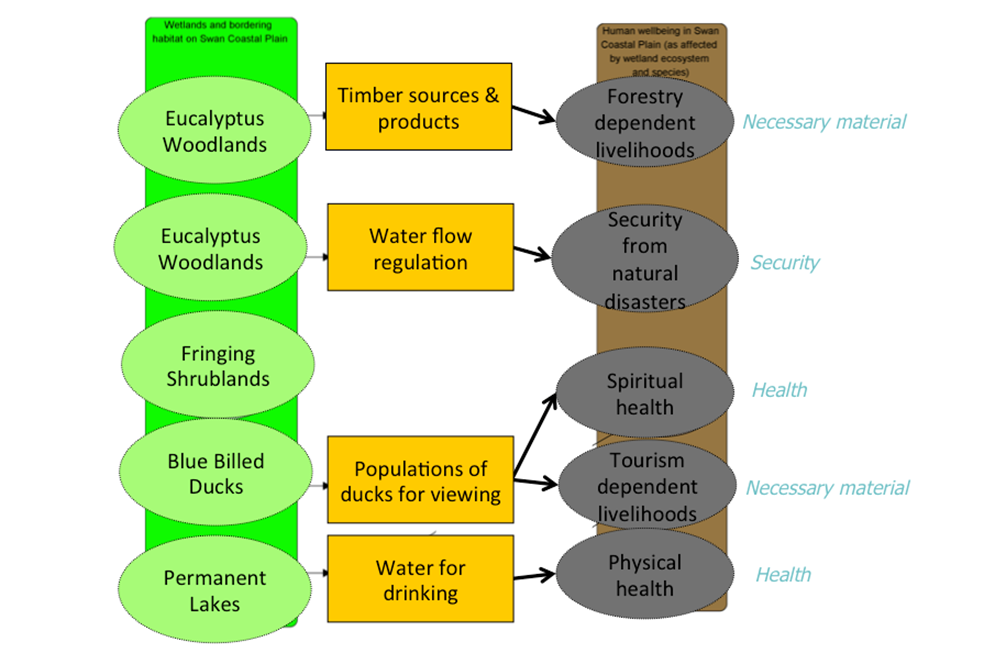 Wetlands and bordering
habitat on Swan Coastal Plain
Human wellbeing in Swan
Coastal Plain (as affected
by wetland ecosystem
and species)
Eucalyptus
Woodlands
Timber sources &
products
Forestry
dependent
livelihoods
Necessary material
Eucalyptus
Woodlands
Water flow
regulation
Security
from
natural
disasters
Security
Fringing
Shrublands
Spiritual
health
Health
Blue Billed
Ducks
Populations of
ducks for viewing
Tourism
dependent
livelihoods
Necessary material
Permanent
Lakes
Water for
drinking
Physical
health
Health